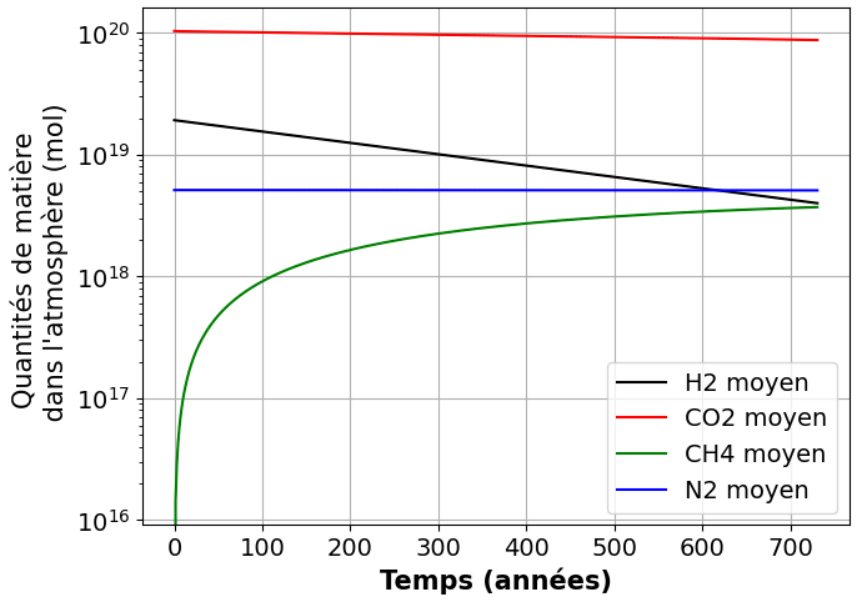 Quantités de matière
dans l'atmosphère (mol)
10^20
10^19
10^18
10^17
10^16
H2 moyen
CO2 moyen
CH4 moyen
N2 moyen
0 100 200 300 400 500 600 700
Temps (années)